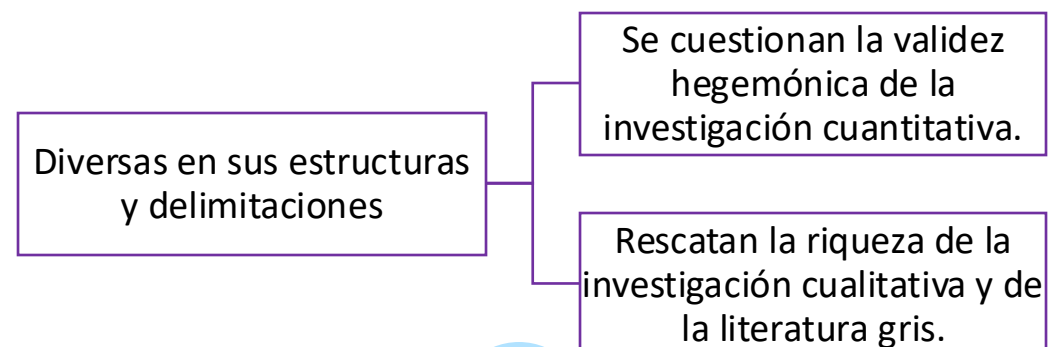 Se cuestionan la validez
hegemónica de la
investigación cuantitativa.
Diversas en sus estructuras
y delimitaciones
Rescatan la riqueza de la
investigación cualitativa y de
la literatura gris.